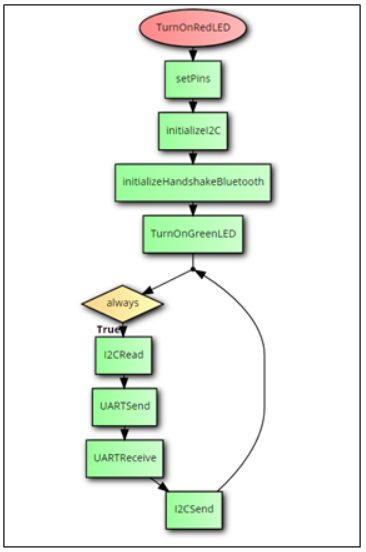 TurnOnRedLED
setPins
initializeI2C
initializeHandshakeBluetooth
TurnOnGreenLED
always
True
I2CRead
UARTSend
UARTReceive
I2CSend